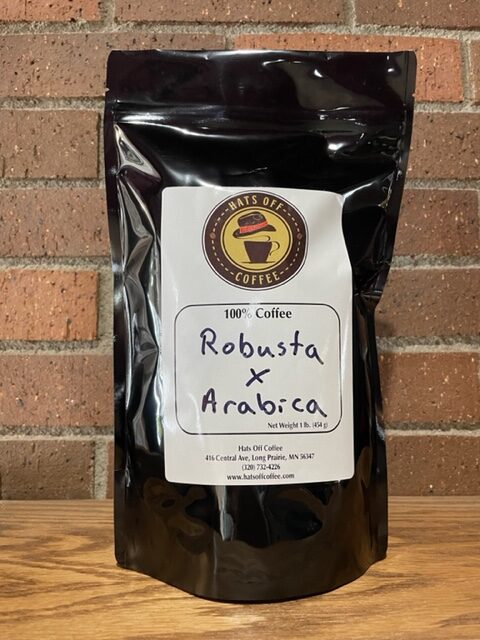 HATS OFF
COFFEE
100% Coffee
Robusta
x
Arabica
Net Weight 1 lb. (454 g)
Hats Off Coffee
416 Central Ave, Long Prairie, MN 56347
(320) 732-4226
www.hatsoffcoffee.com